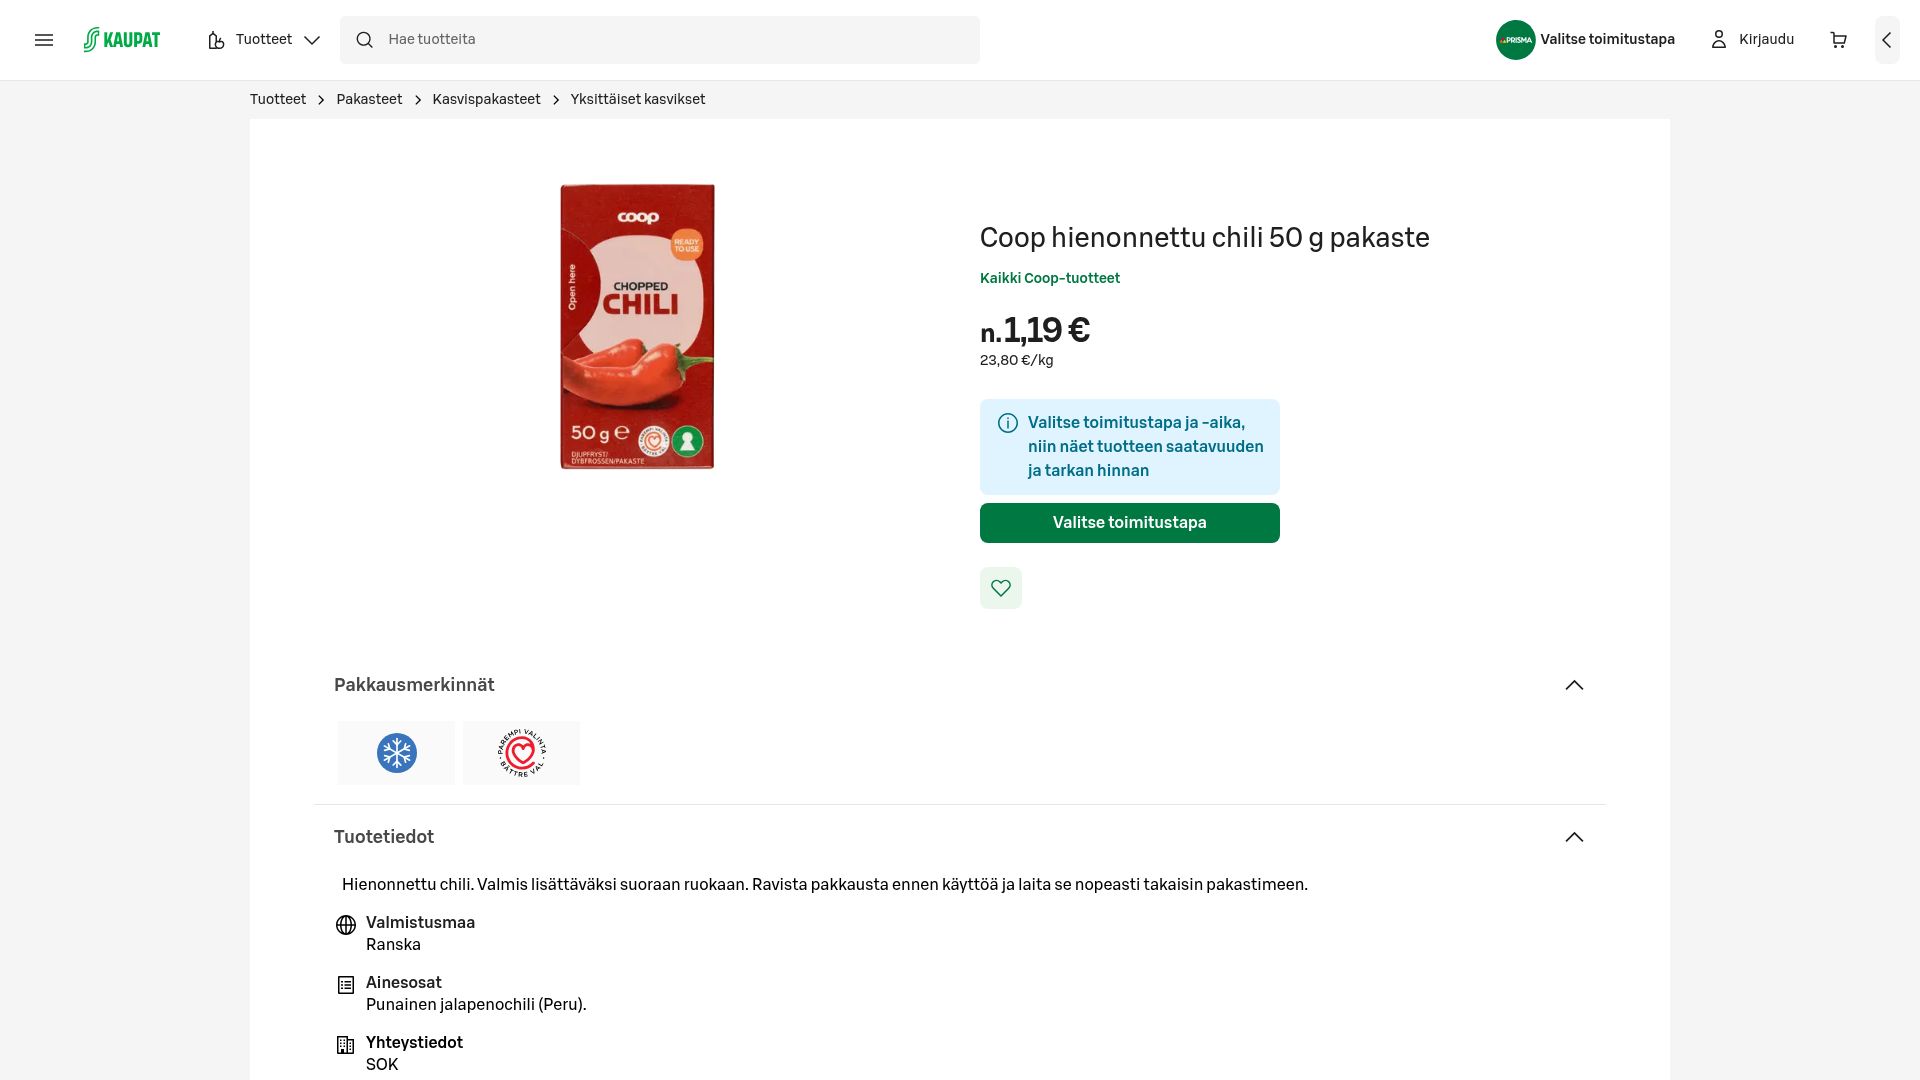 KAUPAT
Tuotteet
Hae tuotteita
PRISMA
Valitse toimitustapa
Kirjaudu
Tuotteet
Pakasteet
Kasvispakasteet
Yksittäiset kasvikset
coop
READY
TO USE
Open here
CHOPPED
CHILI
50 g e
DJUPFRYST/
DYBFROSSEN/PAKASTE
Coop hienonnettu chili 50 g pakaste
Kaikki Coop-tuotteet
n.1,19 €
23,80 €/kg
Valitse toimitustapa ja -aika,
niin näet tuotteen saatavuuden
ja tarkan hinnan
Valitse toimitustapa
Pakkausmerkinnät
PAREMPI VALINTA
BÄTTRE VAL
Tuotetiedot
Hienonnettu chili. Valmis lisättäväksi suoraan ruokaan. Ravista pakkausta ennen käyttöä ja laita se nopeasti takaisin pakastimeen.
Valmistusmaa
Ranska
Ainesosat
Punainen jalapenochili (Peru).
Yhteystiedot
SOK